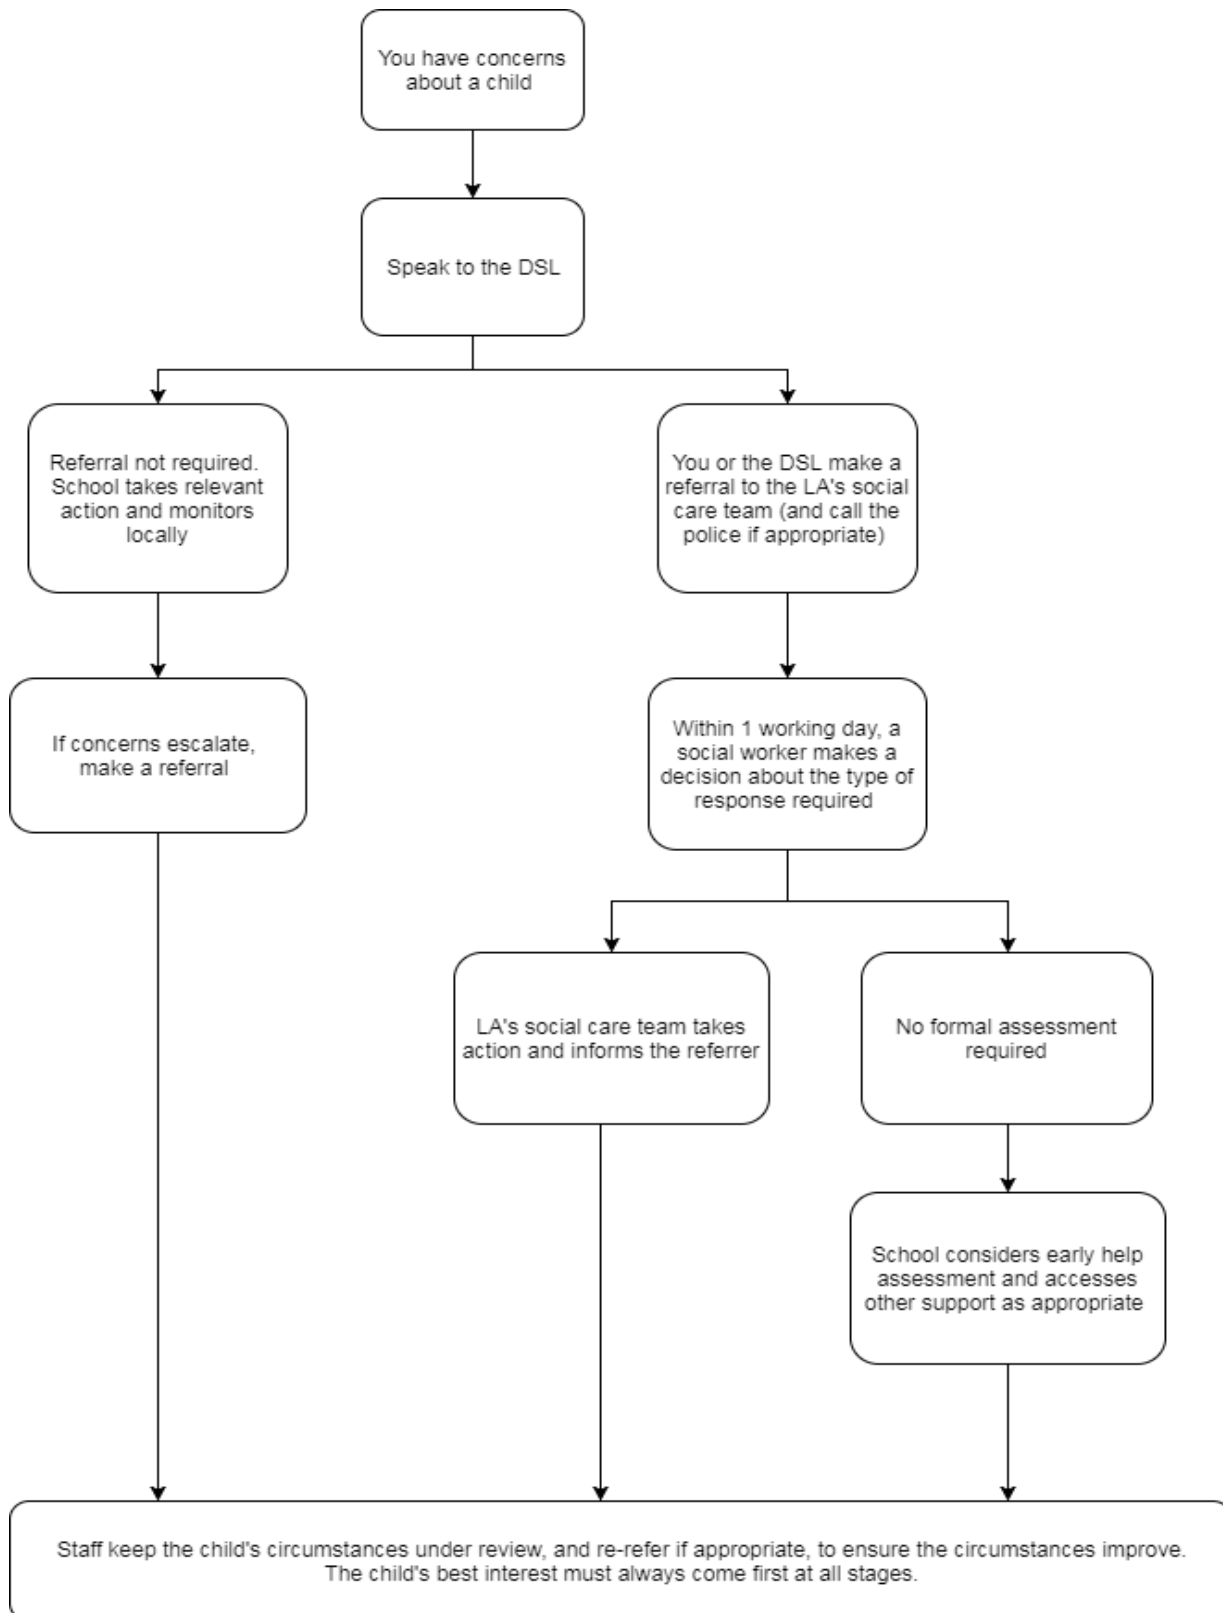 You have concerns
about a child
Speak to the DSL
Referral not required.
School takes relevant
action and monitors
locally
You or the DSL make a
referral to the LA's social
care team (and call the
police if appropriate)
If concerns escalate,
make a referral
Within 1 working day, a
social worker makes a
decision about the type of
response required
LA's social care team takes
action and informs the referrer
No formal assessment
required
School considers early help
assessment and accesses
other support as appropriate
Staff keep the child's circumstances under review, and re-refer if appropriate, to ensure the circumstances improve.
The child's best interest must always come first at all stages.